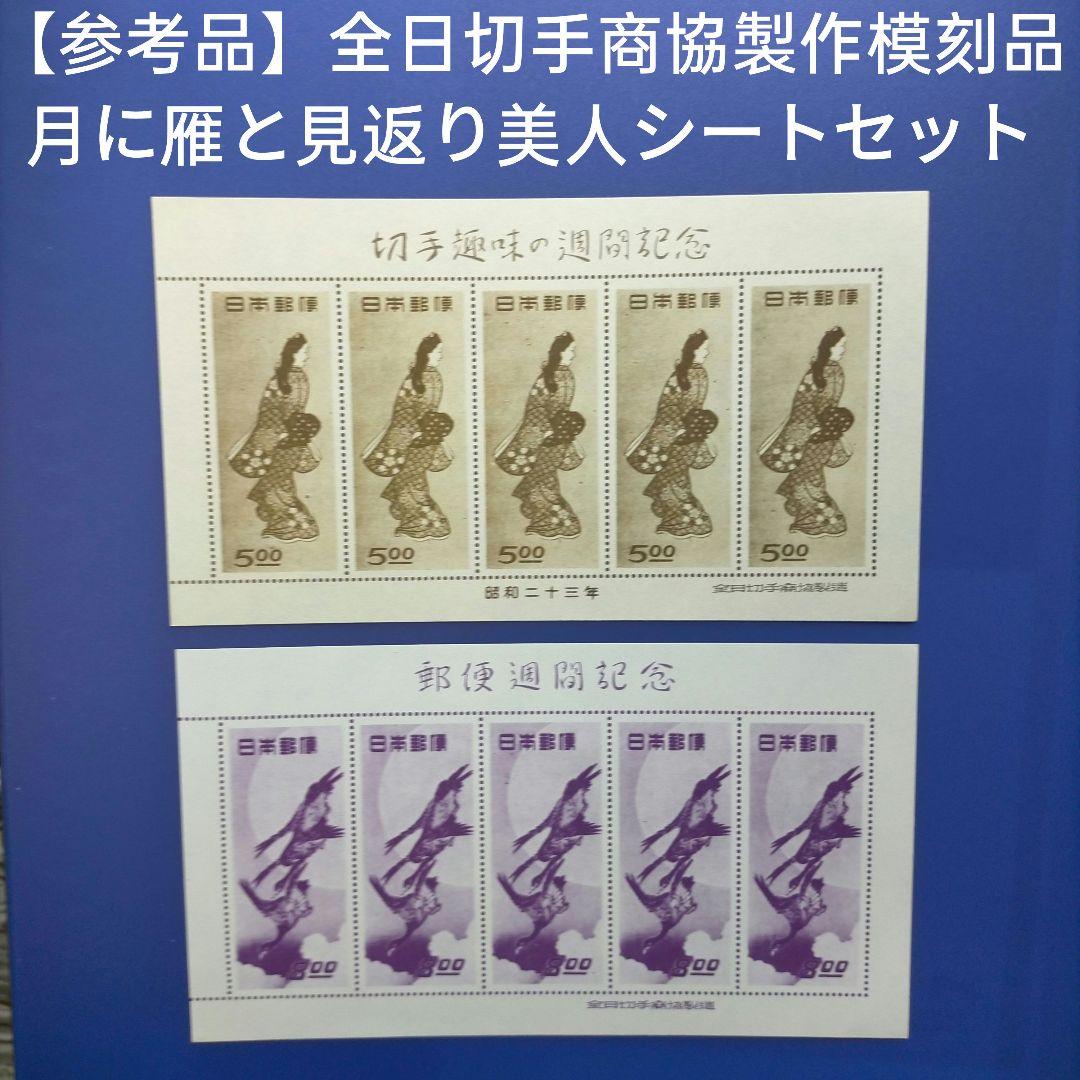 【参考品】全日切手商協製作模刻品
月に雁と見返り美人シートセット
切手趣味の週間記念
日本郵便 日本郵便 日本郵便 日本郵便 日本郵便
5.00 5.00 5.00 5.00 5.00
昭和二十三年 全日切手商協製造
郵便週間記念
日本郵便 日本郵便 日本郵便 日本郵便 日本郵便
8.00 8.00 8.00 8.00 8.00
全日切手商協製造